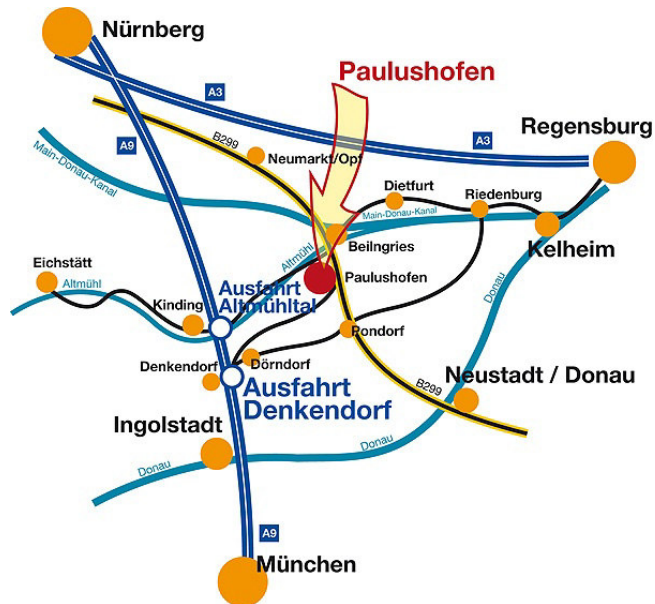 Nürnberg
A3
Paulushofen
A9
A3
Regensburg
B299
Neumarkt/Opf
Main-Donau-Kanal
Dietfurt
Riedenburg
Main-Donau-Kanal
Beilngries
Kelheim
Altmühl
Eichstätt
Altmühl
Ausfahrt
Altmühltal
Paulushofen
Donau
Kinding
Pondorf
Denkendorf
Dörndorf
Ausfahrt
Denkendorf
Neustadt / Donau
B299
Ingolstadt
Donau
Donau
A9
München